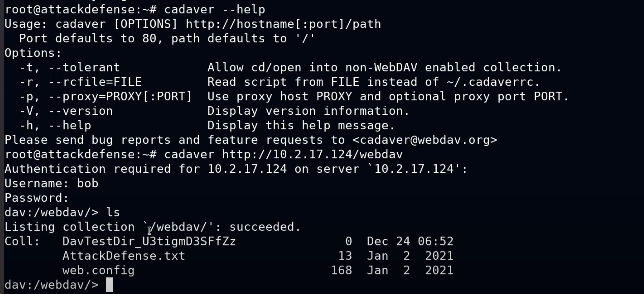 root@attackdefense:~# cadaver --help
Usage: cadaver [OPTIONS] http://hostname[:port]/path
  Port defaults to 80, path defaults to '/'
Options:
  -t, --tolerant            Allow cd/open into non-WebDAV enabled collection.
  -r, --rcfile=FILE         Read script from FILE instead of ~/.cadaverrc.
  -p, --proxy=PROXY[:PORT]  Use proxy host PROXY and optional proxy port PORT.
  -V, --version             Display version information.
  -h, --help                Display this help message.
Please send bug reports and feature requests to <cadaver@webdav.org>
root@attackdefense:~# cadaver http://10.2.17.124/webdav
Authentication required for 10.2.17.124 on server `10.2.17.124':
Username: bob
Password:
dav:/webdav/> ls
Listing collection `/webdav/': succeeded.
Coll:   DavTestDir_U3tigmD3SFfZz               0  Dec 24 06:52
        AttackDefense.txt                     13  Jan  2  2021
        web.config                           168  Jan  2  2021
dav:/webdav/>